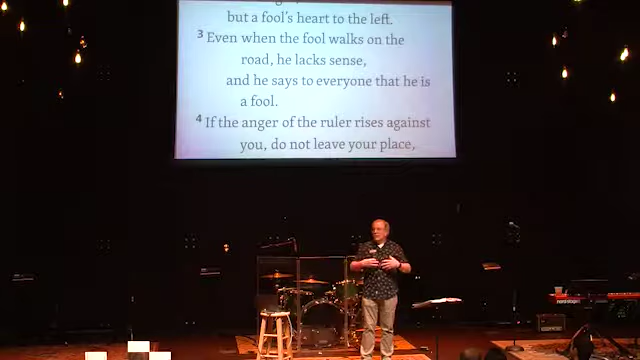 but a fool's heart to the left.
3 Even when the fool walks on the
road, he lacks sense,
and he says to everyone that he is
a fool.
4 If the anger of the ruler rises against
you, do not leave your place,
nord stage